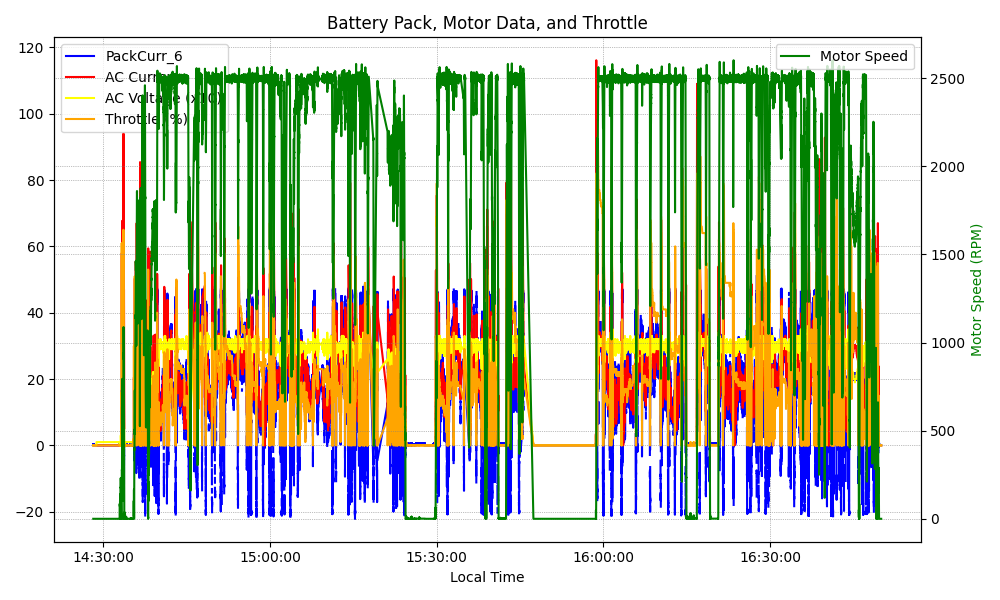 Battery Pack, Motor Data, and Throttle
PackCurr_6
AC Curr
AC Voltage (x10)
Throttle (%)
Motor Speed
120
100
80
60
40
20
0
−20
2500
2000
1500
1000
500
0
Motor Speed (RPM)
14:30:00
15:00:00
15:30:00
16:00:00
16:30:00
Local Time